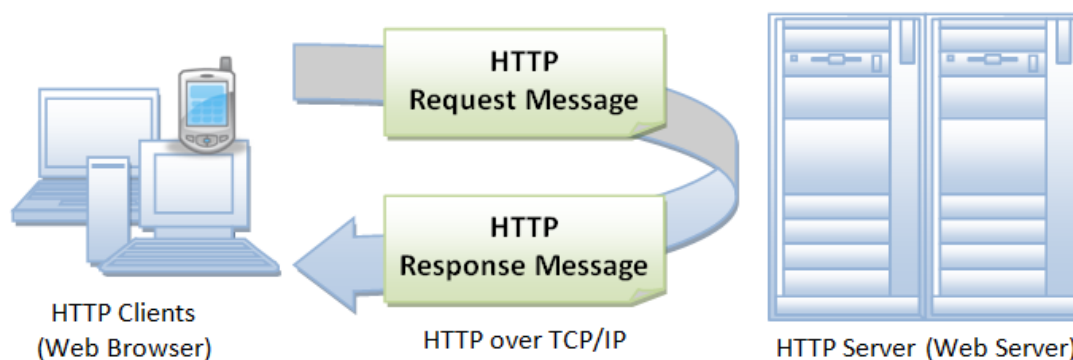 HTTP
Request Message
HTTP
Response Message
HTTP Clients
(Web Browser)
HTTP over TCP/IP
HTTP Server (Web Server)